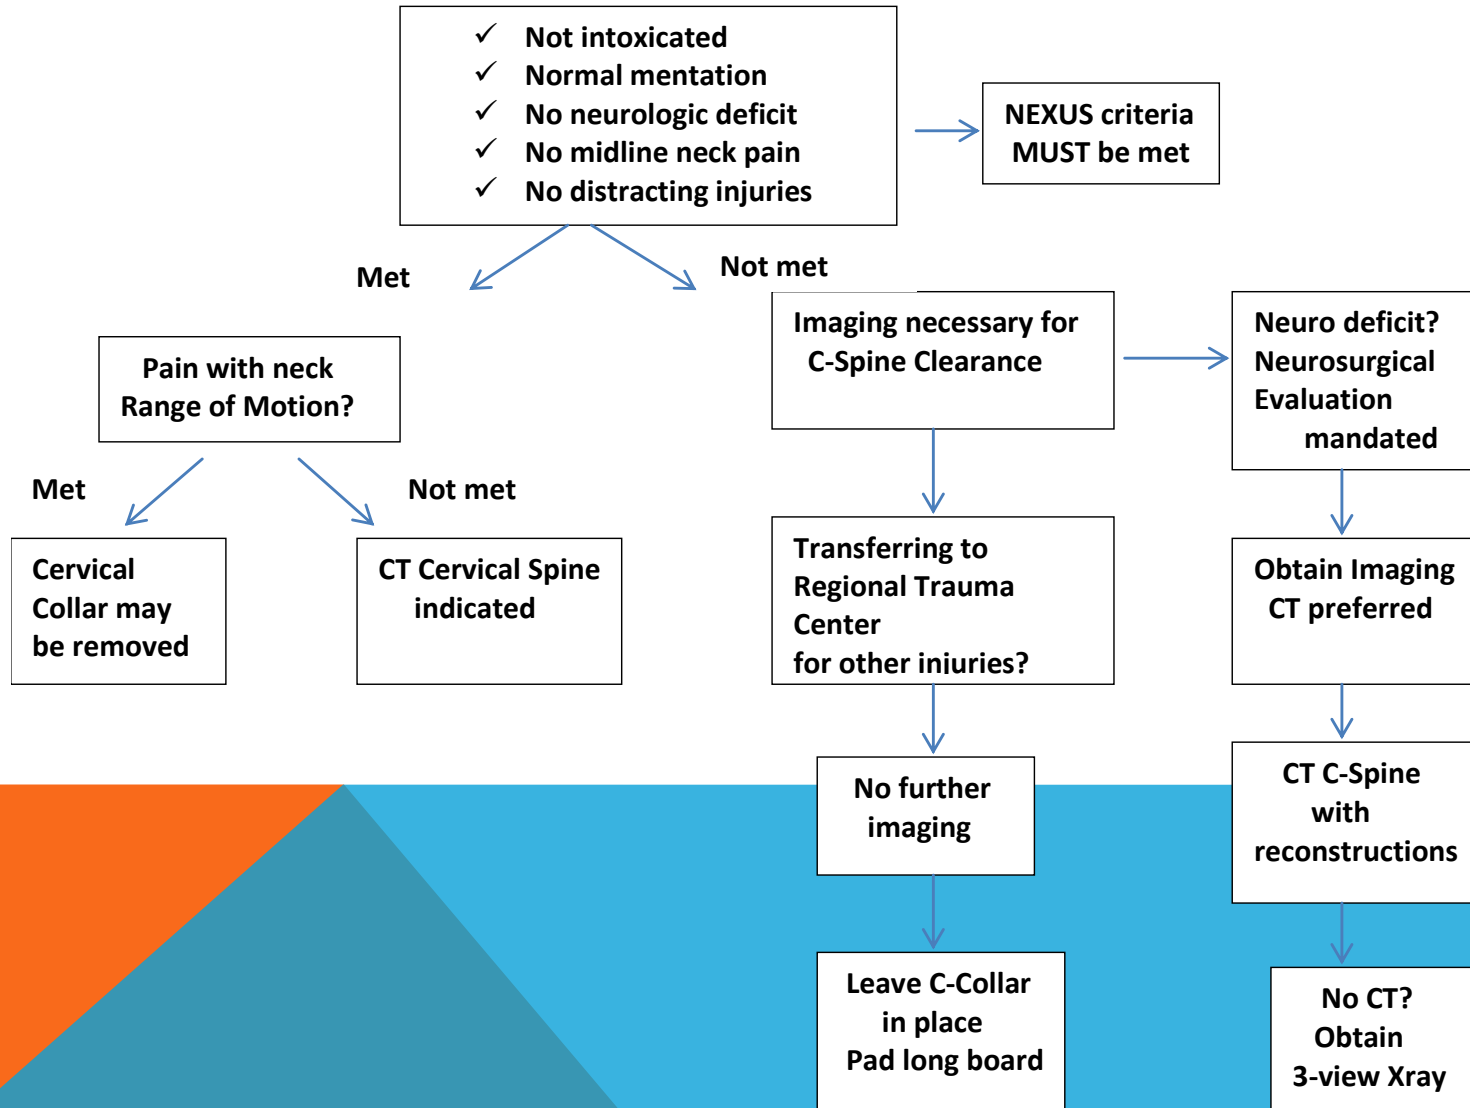 ✓ Not intoxicated
✓ Normal mentation
✓ No neurologic deficit
✓ No midline neck pain
✓ No distracting injuries
NEXUS criteria
MUST be met
Met
Not met
Pain with neck
Range of Motion?
Met
Not met
Cervical
Collar may
be removed
CT Cervical Spine
indicated
Imaging necessary for
C-Spine Clearance
Neuro deficit?
Neurosurgical
Evaluation
mandated
Transferring to
Regional Trauma
Center
for other injuries?
Obtain Imaging
CT preferred
No further
imaging
CT C-Spine
with
reconstructions
Leave C-Collar
in place
Pad long board
No CT?
Obtain
3-view Xray